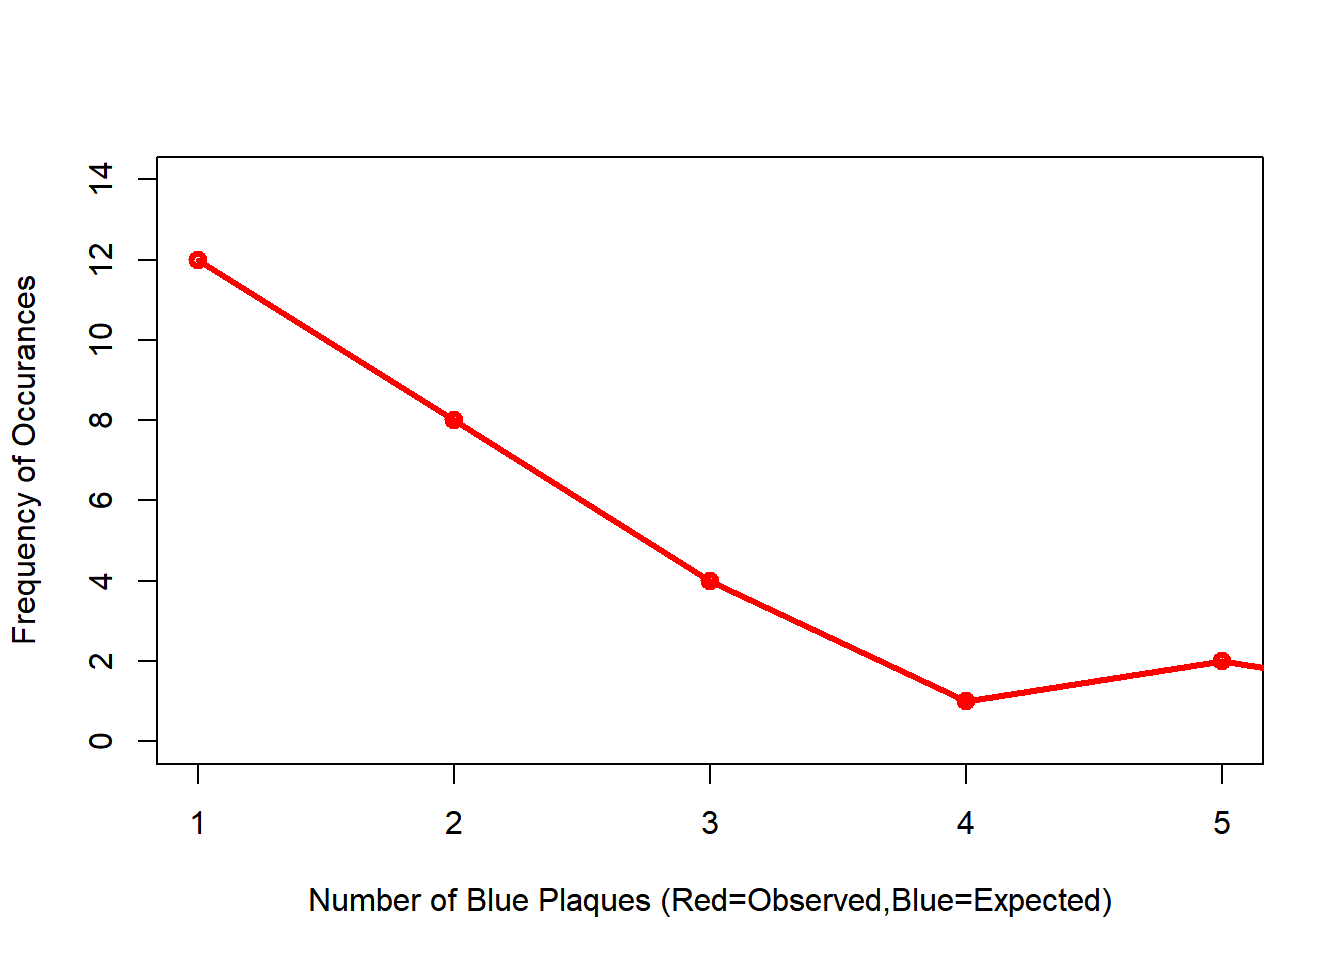 14
12
10
8
6
4
2
0
Frequency of Occurances
1 2 3 4 5
Number of Blue Plaques (Red=Observed,Blue=Expected)